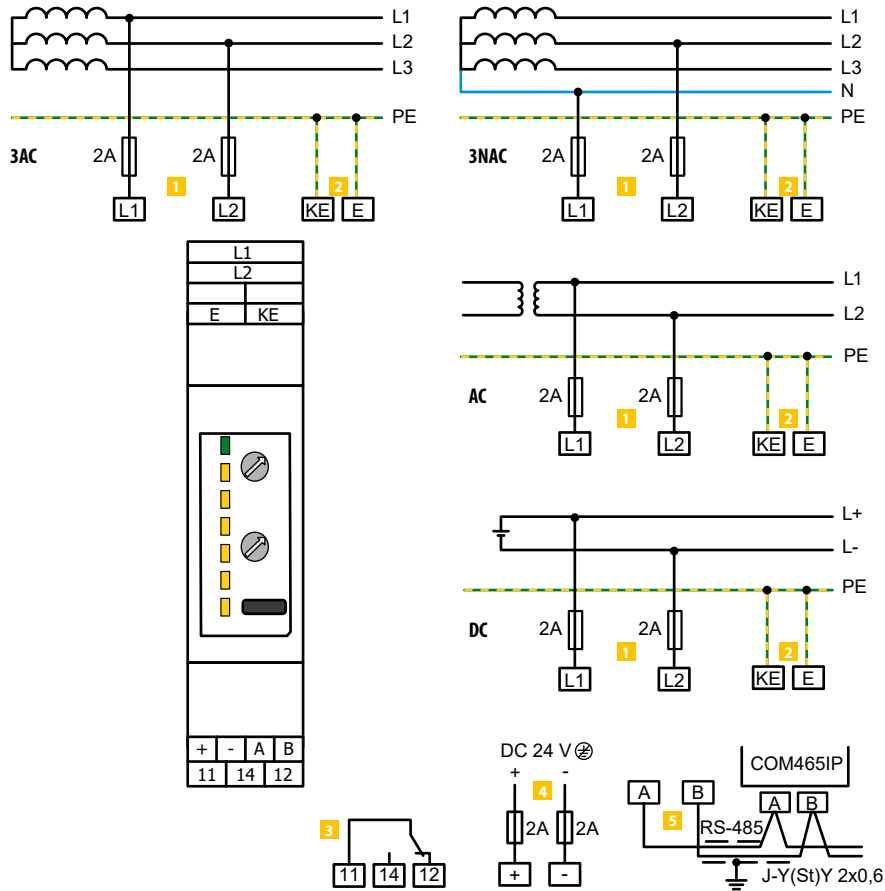 L1
L2
L3
PE
3AC
2A
2A
1
2
L1
L2
KE
E
L1
L2
L3
N
PE
3NAC
2A
2A
1
2
L1
L2
KE
E
L1
L2
E KE
+ - A B
11 14 12
L1
L2
PE
AC
2A
2A
1
2
L1
L2
KE
E
L+
L-
PE
DC
2A
2A
1
2
L1
L2
KE
E
3
11 14 12
DC 24 V
+ -
4
2A 2A
+ -
COM465IP
A B
A B
5
RS-485
J-Y(St)Y 2x0,6